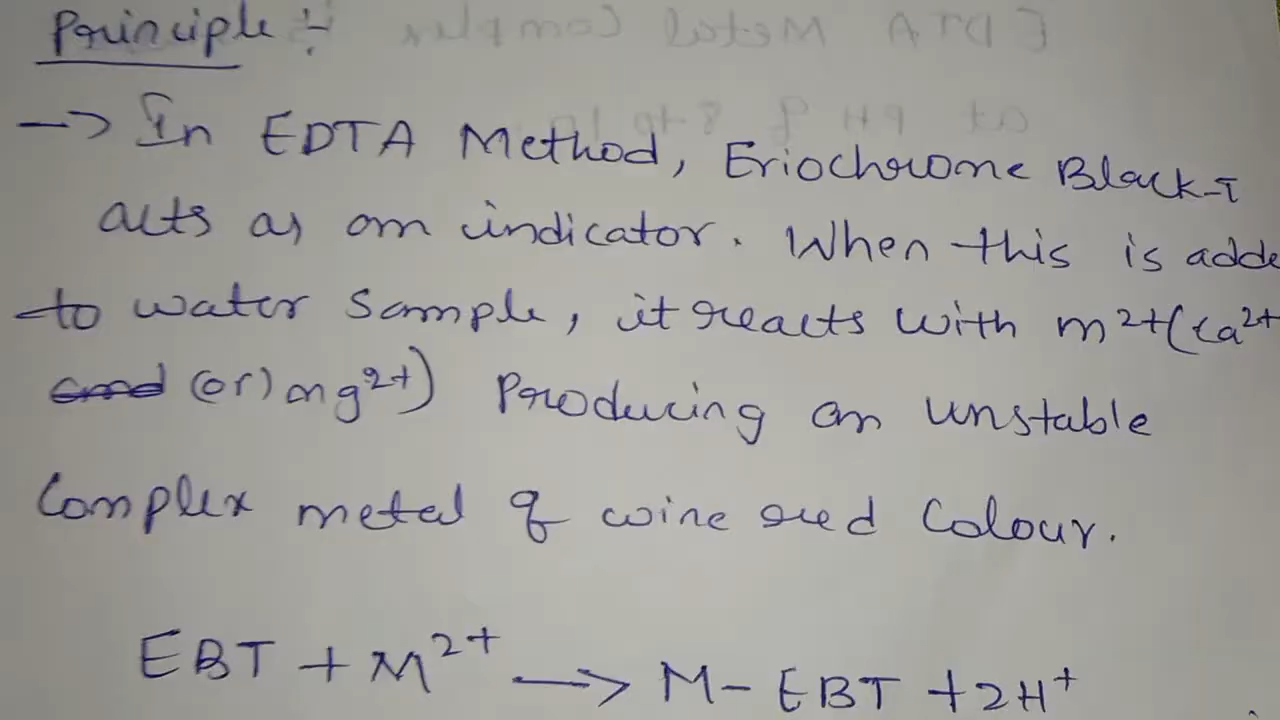 Principle :-
→ In EDTA Method, Eriochrome Black-T
acts as an indicator. When this is adde
to water sample, it reacts with m²⁺(ca²⁺
and (or) mg²⁺) Producing an unstable
Complex metal of wine red Colour.
EBT + M²⁺ → M- EBT + 2H⁺